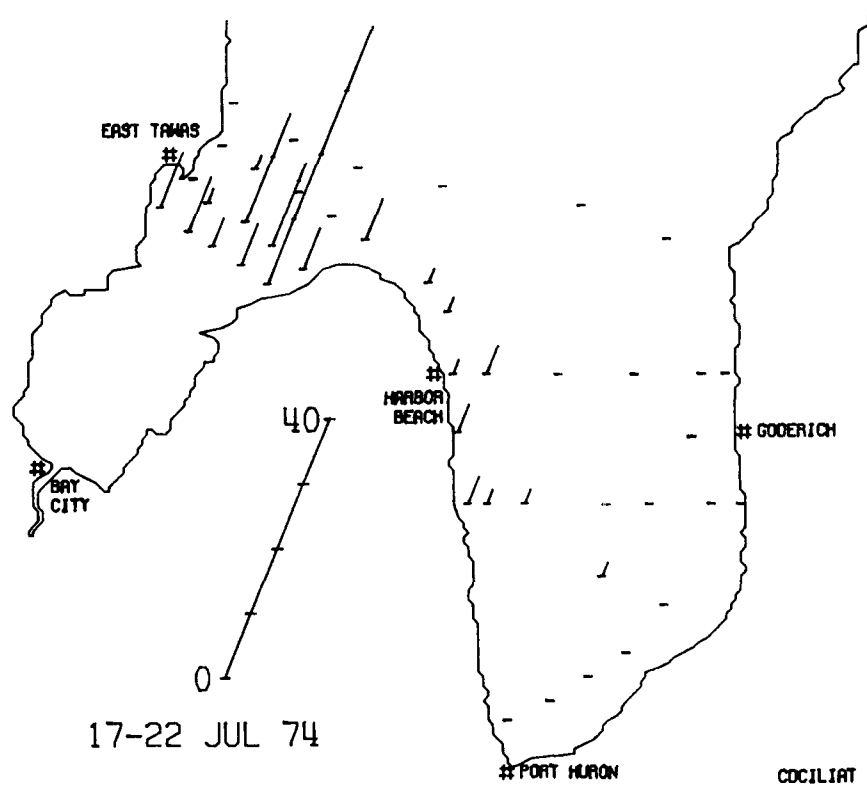 EAST TAWAS
HARBOR
BEACH
40
# GODERICH
BAY
CITY
0
17-22 JUL 74
# PORT HURON
COCILIAT